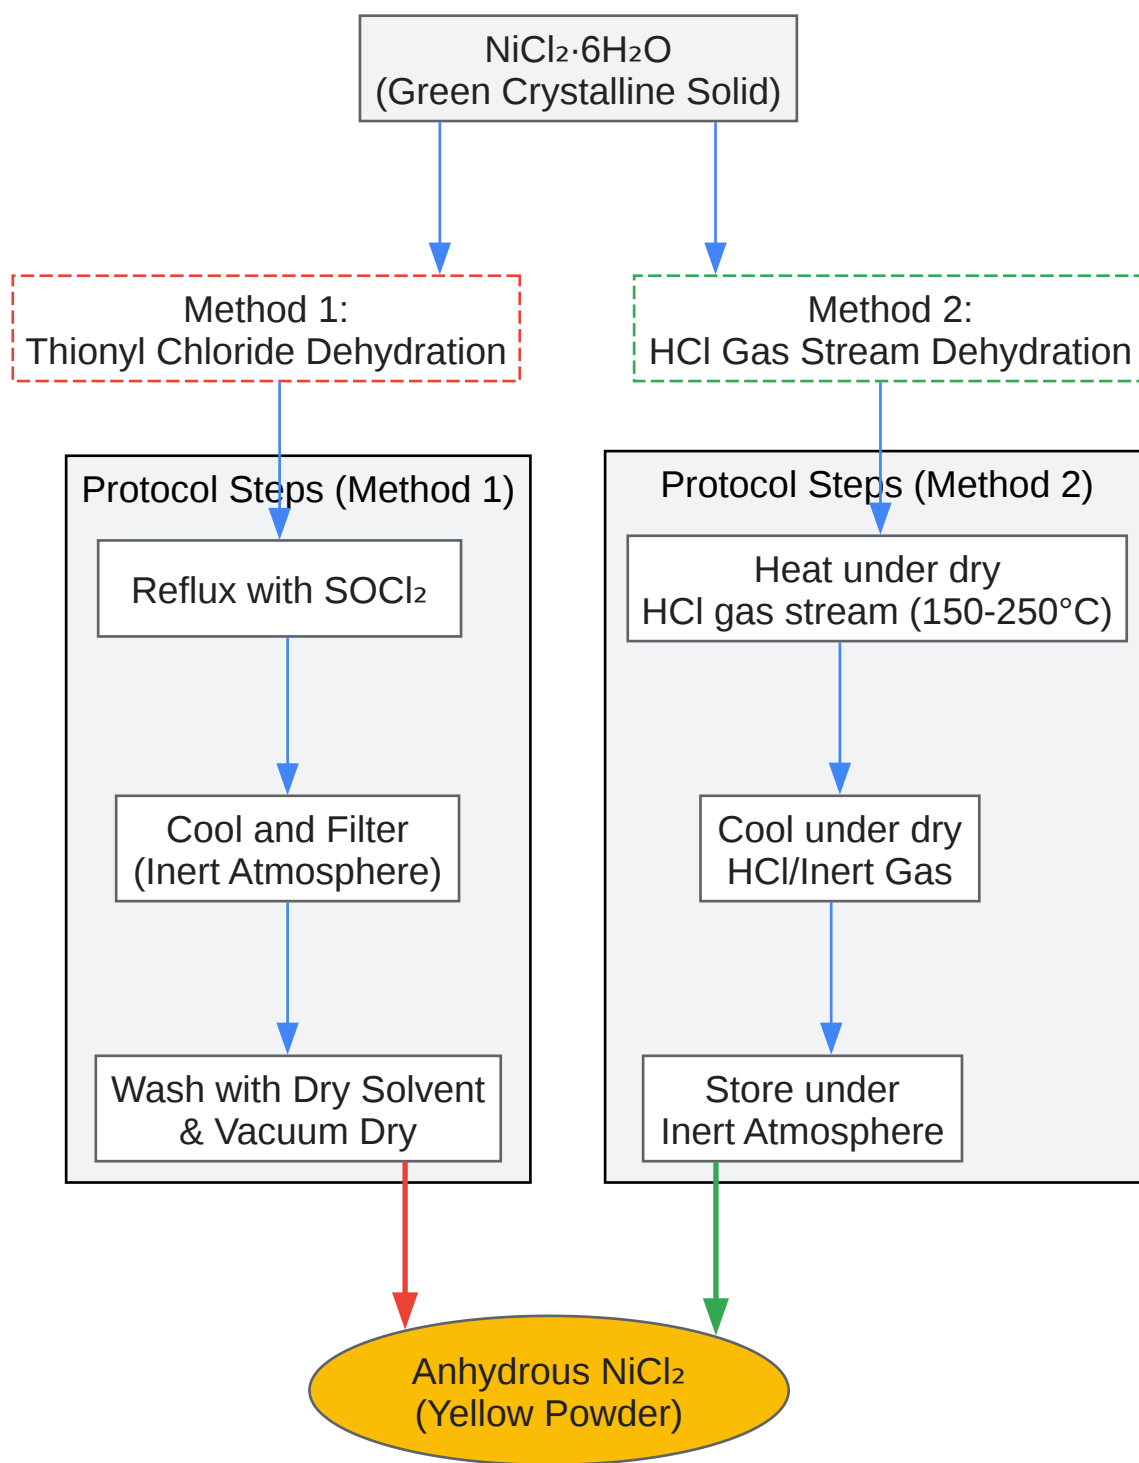 NiCl₂·6H₂O
(Green Crystalline Solid)
Method 1:
Thionyl Chloride Dehydration
Method 2:
HCl Gas Stream Dehydration
Protocol Steps (Method 1)
Reflux with SOCl₂
Cool and Filter
(Inert Atmosphere)
Wash with Dry Solvent
& Vacuum Dry
Protocol Steps (Method 2)
Heat under dry
HCl gas stream (150-250°C)
Cool under dry
HCl/Inert Gas
Store under
Inert Atmosphere
Anhydrous NiCl₂
(Yellow Powder)